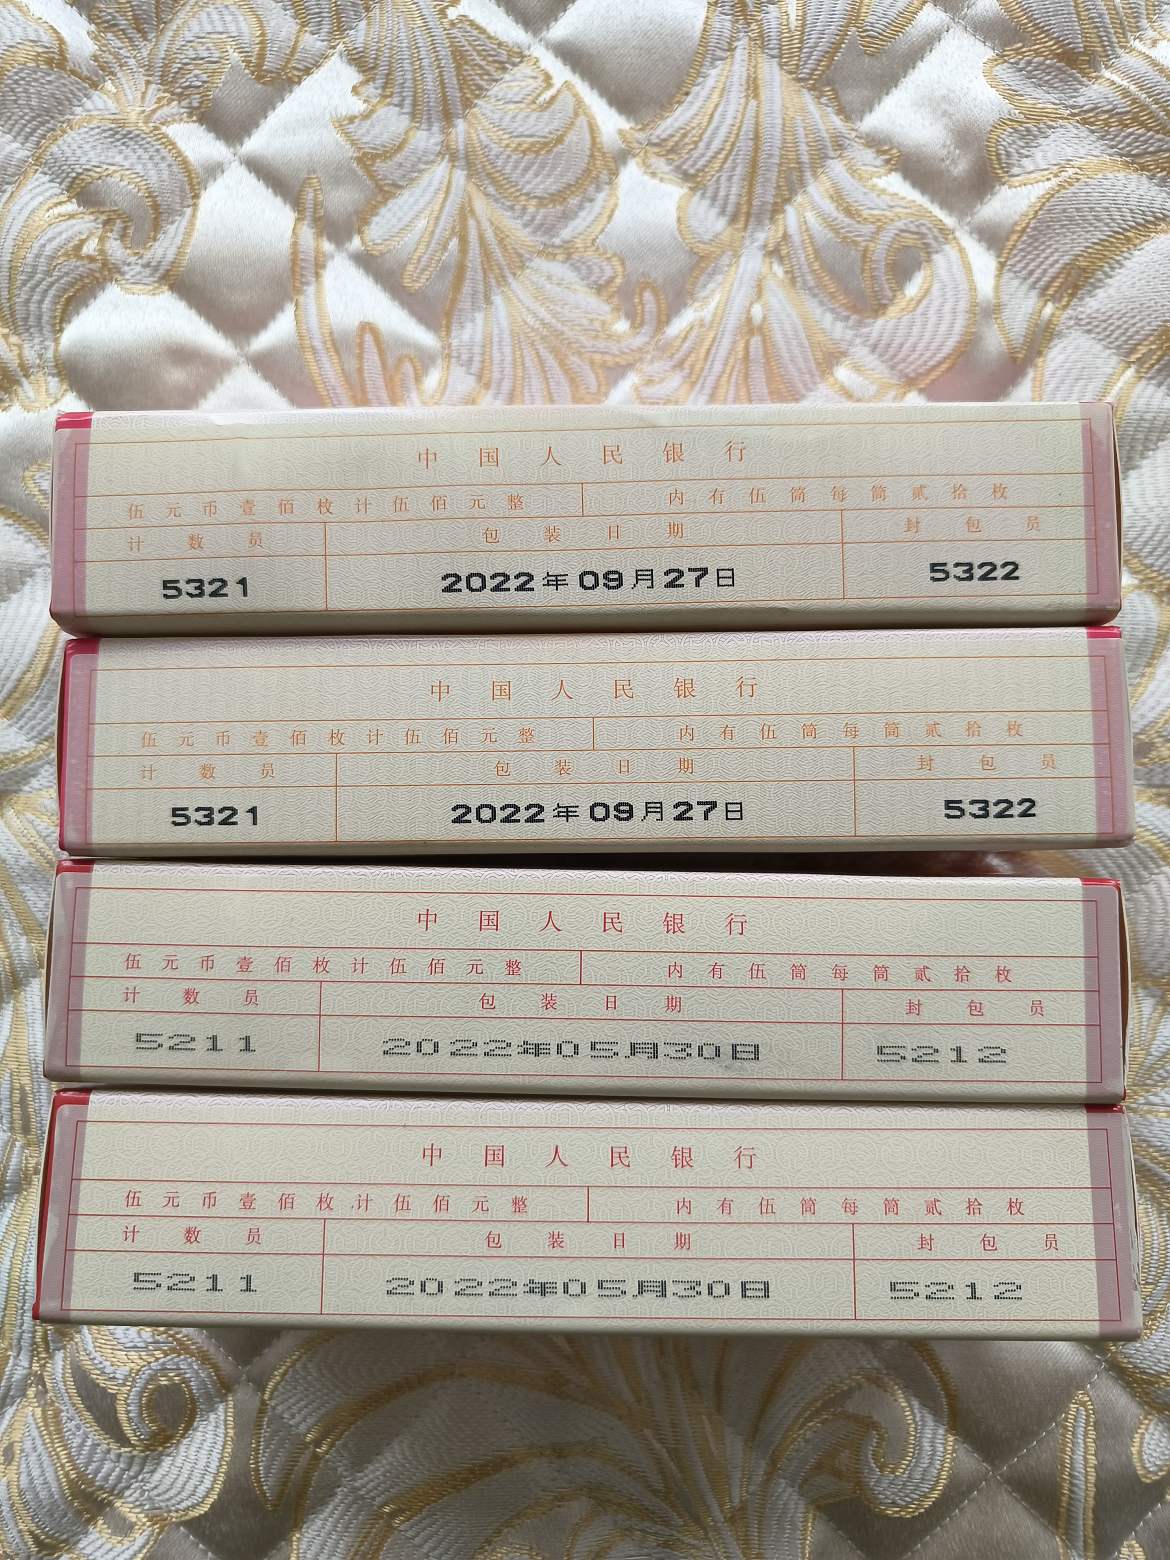 中国人民银行
伍元币壹佰枚计伍佰元整 内有伍筒每筒贰拾枚
计数员 包装日期 封包员
5321 2022年09月27日 5322
中国人民银行
伍元币壹佰枚计伍佰元整 内有伍筒每筒贰拾枚
计数员 包装日期 封包员
5321 2022年09月27日 5322
中国人民银行
伍元币壹佰枚计伍佰元整 内有伍筒每筒贰拾枚
计数员 包装日期 封包员
5211 2022年05月30日 5212
中国人民银行
伍元币壹佰枚计伍佰元整 内有伍筒每筒贰拾枚
计数员 包装日期 封包员
5211 2022年05月30日 5212